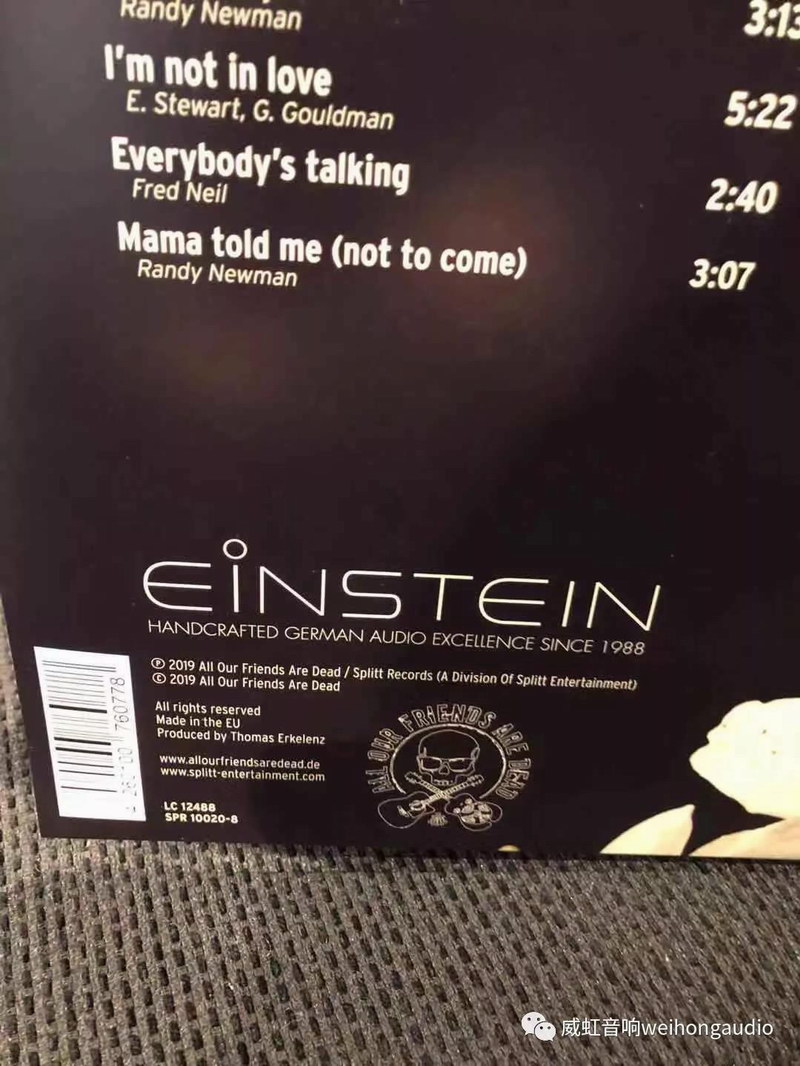 Randy Newman
3:13
I'm not in love
5:22
E. Stewart, G. Gouldman
Everybody's talking
2:40
Fred Neil
Mama told me (not to come)
3:07
Randy Newman
EINSTEIN
HANDCRAFTED GERMAN AUDIO EXCELLENCE SINCE 1988
℗ 2019 All Our Friends Are Dead / Splitt Records (A Division Of Splitt Entertainment)
© 2019 All Our Friends Are Dead
All rights reserved
Made in the EU
Produced by Thomas Erkelenz
www.allourfriendsaredead.de
www.splitt-entertainment.com
LC 12488
SPR 10020-8
ALL OUR FRIENDS ARE DEAD
威虹音响weihongaudio